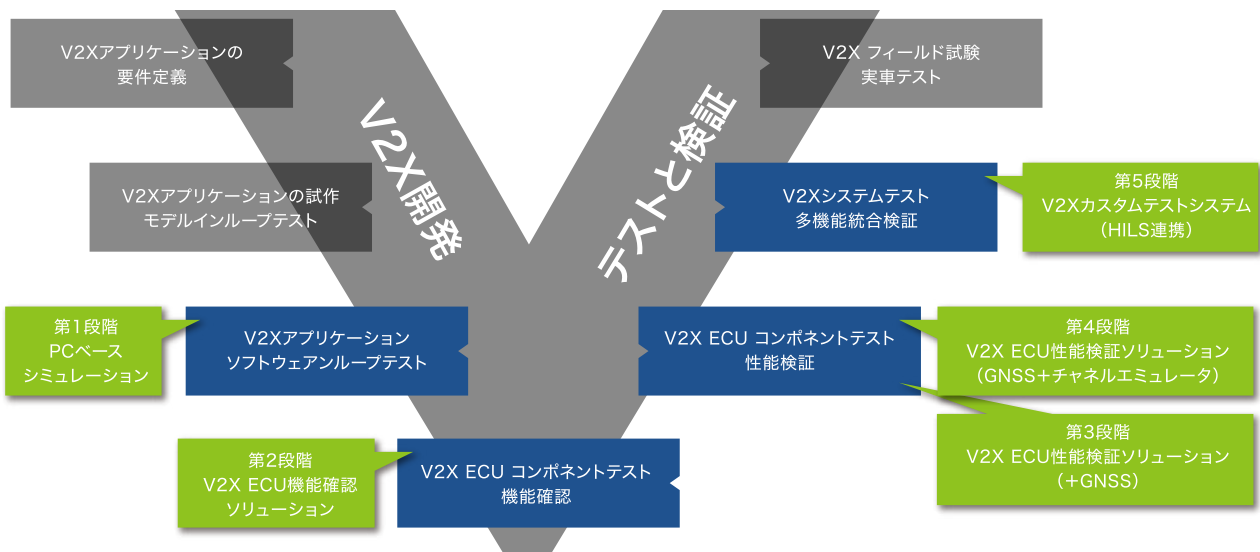 V2Xアプリケーションの
要件定義
V2X フィールド試験
実車テスト
V2X開発
テストと検証
V2Xアプリケーションの試作
モデルインループテスト
V2Xシステムテスト
多機能統合検証
第5段階
V2Xカスタムテストシステム
(HILS連携)
第1段階
PCベース
シミュレーション
V2Xアプリケーション
ソフトウェアンループテスト
V2X ECU コンポーネントテスト
性能検証
第4段階
V2X ECU性能検証ソリューション
(GNSS+チャネルエミュレータ)
第2段階
V2X ECU機能確認
ソリューション
V2X ECU コンポーネントテスト
機能確認
第3段階
V2X ECU性能検証ソリューション
(+GNSS)